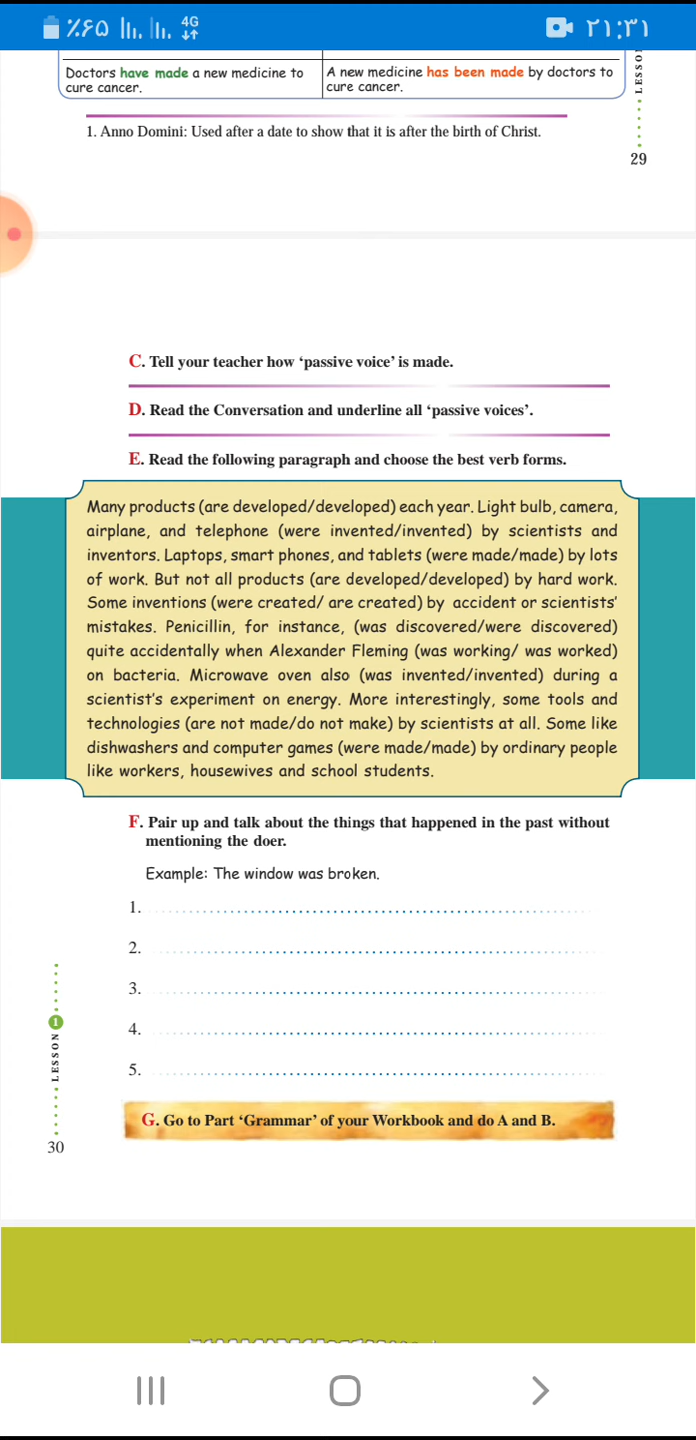 ٪۶۵ 4G ۲۱:۳۱
Doctors have made a new medicine to cure cancer.
A new medicine has been made by doctors to cure cancer.
1. Anno Domini: Used after a date to show that it is after the birth of Christ.
LESSO
29
C. Tell your teacher how ‘passive voice’ is made.
D. Read the Conversation and underline all ‘passive voices’.
E. Read the following paragraph and choose the best verb forms.
Many products (are developed/developed) each year. Light bulb, camera,
airplane, and telephone (were invented/invented) by scientists and
inventors. Laptops, smart phones, and tablets (were made/made) by lots
of work. But not all products (are developed/developed) by hard work.
Some inventions (were created/ are created) by accident or scientists’
mistakes. Penicillin, for instance, (was discovered/were discovered)
quite accidentally when Alexander Fleming (was working/ was worked)
on bacteria. Microwave oven also (was invented/invented) during a
scientist’s experiment on energy. More interestingly, some tools and
technologies (are not made/do not make) by scientists at all. Some like
dishwashers and computer games (were made/made) by ordinary people
like workers, housewives and school students.
F. Pair up and talk about the things that happened in the past without
mentioning the doer.
Example: The window was broken.
1.
2.
3.
4.
5.
LESSON 1
30
G. Go to Part ‘Grammar’ of your Workbook and do A and B.